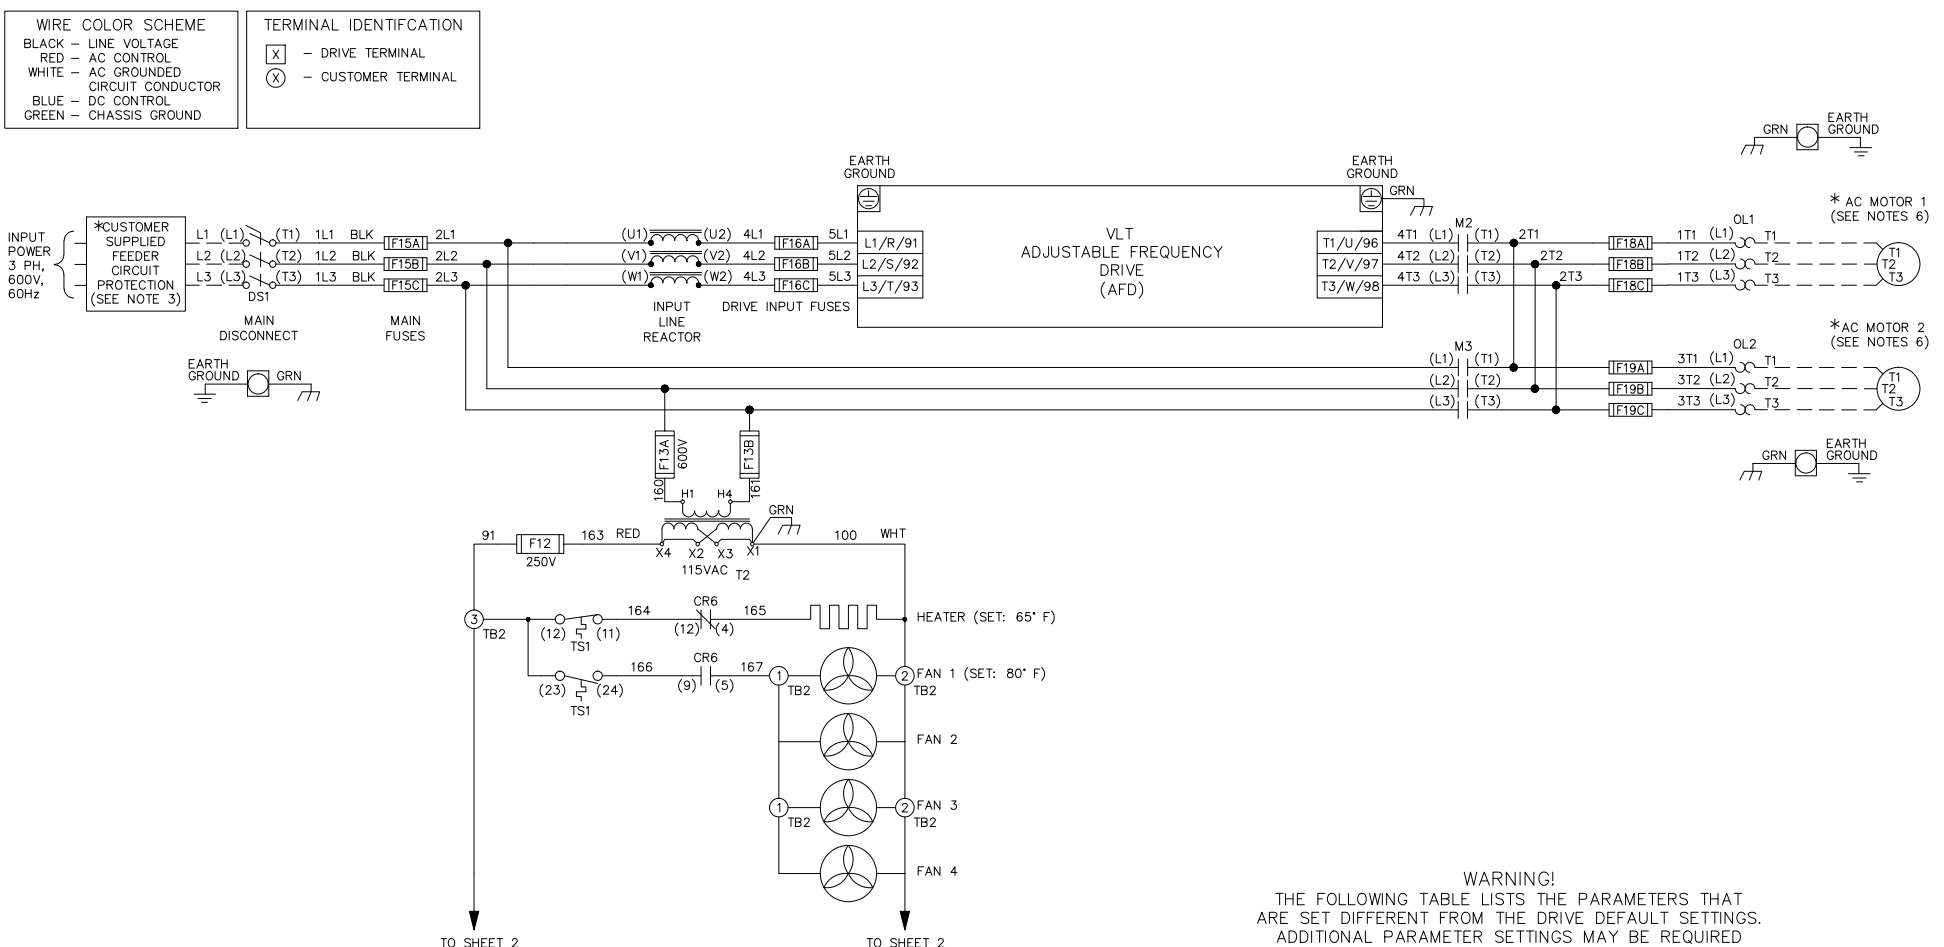 WIRE COLOR SCHEME
BLACK – LINE VOLTAGE
RED – AC CONTROL
WHITE – AC GROUNDED
CIRCUIT CONDUCTOR
BLUE – DC CONTROL
GREEN – CHASSIS GROUND
TERMINAL IDENTIFCATION
X – DRIVE TERMINAL
X – CUSTOMER TERMINAL
GRN
EARTH
GROUND
INPUT
POWER
3 PH,
600V,
60Hz
*CUSTOMER
SUPPLIED
FEEDER
CIRCUIT
PROTECTION
(SEE NOTE 3)
L1 (L1) (T1) 1L1 BLK F15A 2L1
L2 (L2) (T2) 1L2 BLK F15B 2L2
L3 (L3) (T3) 1L3 BLK F15C 2L3
DS1
MAIN
DISCONNECT
MAIN
FUSES
EARTH
GROUND
GRN
(U1) (U2) 4L1 F16A 5L1
(V1) (V2) 4L2 F16B 5L2
(W1) (W2) 4L3 F16C 5L3
INPUT
LINE
REACTOR
DRIVE INPUT FUSES
EARTH
GROUND
L1/R/91
L2/S/92
L3/T/93
VLT
ADJUSTABLE FREQUENCY
DRIVE
(AFD)
EARTH
GROUND
GRN
T1/U/96
T2/V/97
T3/W/98
M2
4T1 (L1) (T1) 2T1
4T2 (L2) (T2) 2T2
4T3 (L3) (T3) 2T3
OL1
F18A 1T1 (L1) T1
F18B 1T2 (L2) T2
F18C 1T3 (L3) T3
* AC MOTOR 1
(SEE NOTES 6)
T1
T2
T3
M3
(L1) (T1)
(L2) (T2)
(L3) (T3)
OL2
F19A 3T1 (L1) T1
F19B 3T2 (L2) T2
F19C 3T3 (L3) T3
*AC MOTOR 2
(SEE NOTES 6)
T1
T2
T3
GRN
EARTH
GROUND
F13A
600V
F13B
160
161
H1 H4
GRN
91 F12 163 RED
250V
X4 X2 X3 X1
115VAC T2
100 WHT
3
TB2
(12) (11)
TS1
164
CR6
(12) (4)
165
HEATER (SET: 65° F)
(23) (24)
TS1
166
CR6
(9) (5)
167
1
TB2
2
TB2
FAN 1 (SET: 80° F)
FAN 2
1
TB2
2
TB2
FAN 3
FAN 4
TO SHEET 2
TO SHEET 2
WARNING!
THE FOLLOWING TABLE LISTS THE PARAMETERS THAT
ARE SET DIFFERENT FROM THE DRIVE DEFAULT SETTINGS.
ADDITIONAL PARAMETER SETTINGS MAY BE REQUIRED